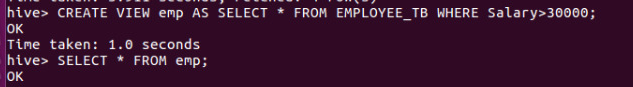 hive> CREATE VIEW emp AS SELECT * FROM EMPLOYEE_TB WHERE Salary>30000;
OK
Time taken: 1.0 seconds
hive> SELECT * FROM emp;
OK